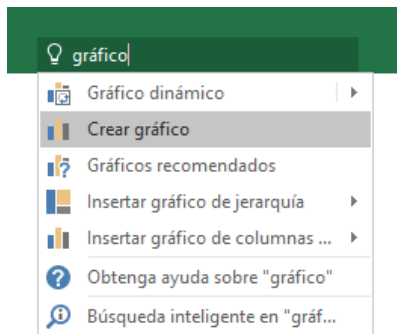 gráfico
Gráfico dinámico
Crear gráfico
Gráficos recomendados
Insertar gráfico de jerarquía
Insertar gráfico de columnas ...
Obtenga ayuda sobre "gráfico"
Búsqueda inteligente en "gráf...